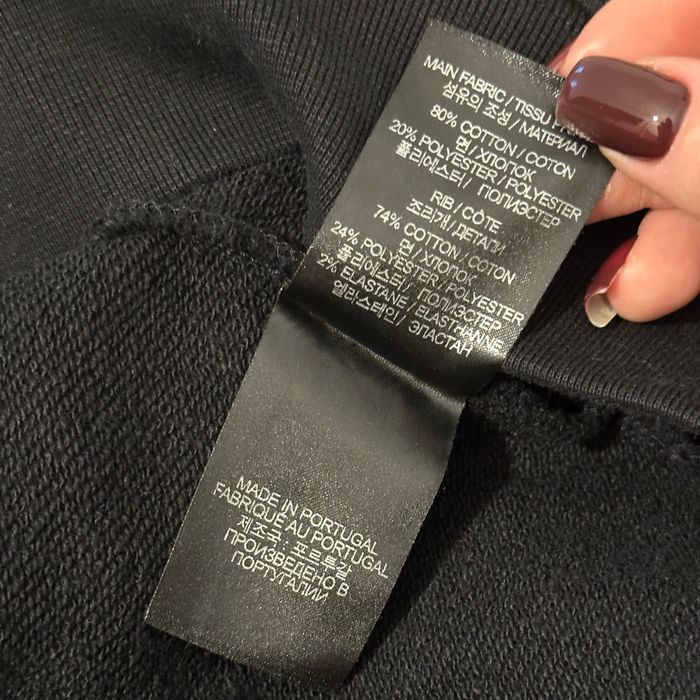 MAIN FABRIC / TISSU
섬유의 조성 / МАТЕРИАЛ
80% COTTON / COTON
면 / ХЛОПОК
20% POLYESTER / POLYESTER
폴리에스터 / ПОЛИЭСТЕР
RIB / CÔTE
조리개 / ДЕТАЛИ
74% COTTON / COTON
면 / ХЛОПОК
24% POLYESTER / POLYESTER
폴리에스터 / ПОЛИЭСТЕР
2% ELASTANE / ELASTHANNE
엘라스테인 / ЭЛАСТАН
MADE IN PORTUGAL
FABRIQUÉ AU PORTUGAL
제조국 : 포르투갈
ПРОИЗВЕДЕНО В
ПОРТУГАЛИИ